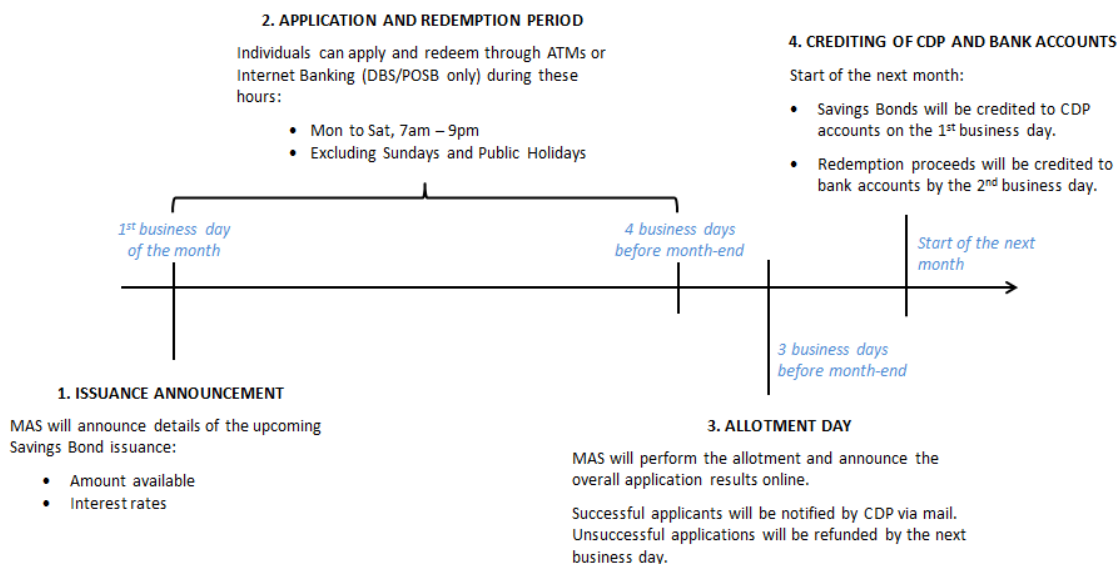 2. APPLICATION AND REDEMPTION PERIOD
Individuals can apply and redeem through ATMs or
Internet Banking (DBS/POSB only) during these
hours:
• Mon to Sat, 7am – 9pm
• Excluding Sundays and Public Holidays
4. CREDITING OF CDP AND BANK ACCOUNTS
Start of the next month:
• Savings Bonds will be credited to CDP
accounts on the 1st business day.
• Redemption proceeds will be credited to
bank accounts by the 2nd business day.
1st business day
of the month
4 business days
before month-end
Start of the next
month
3 business days
before month-end
1. ISSUANCE ANNOUNCEMENT
MAS will announce details of the upcoming
Savings Bond issuance:
• Amount available
• Interest rates
3. ALLOTMENT DAY
MAS will perform the allotment and announce the
overall application results online.
Successful applicants will be notified by CDP via mail.
Unsuccessful applications will be refunded by the next
business day.